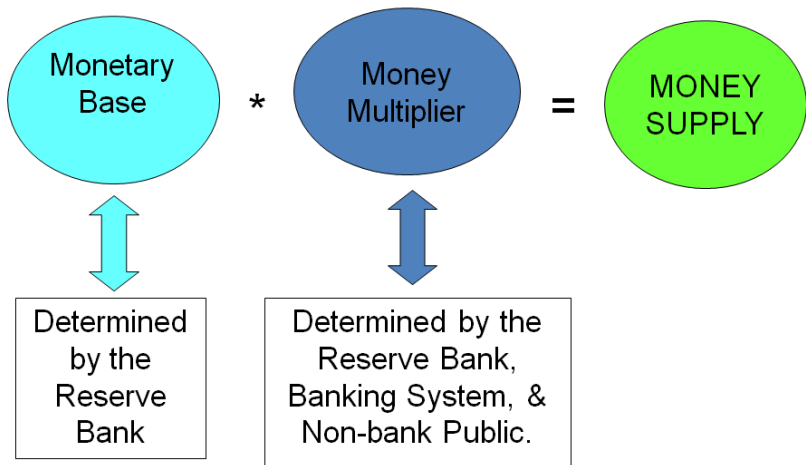 Monetary
Base
*
Money
Multiplier
=
MONEY
SUPPLY
Determined
by the
Reserve
Bank
Determined by the
Reserve Bank,
Banking System, &
Non-bank Public.